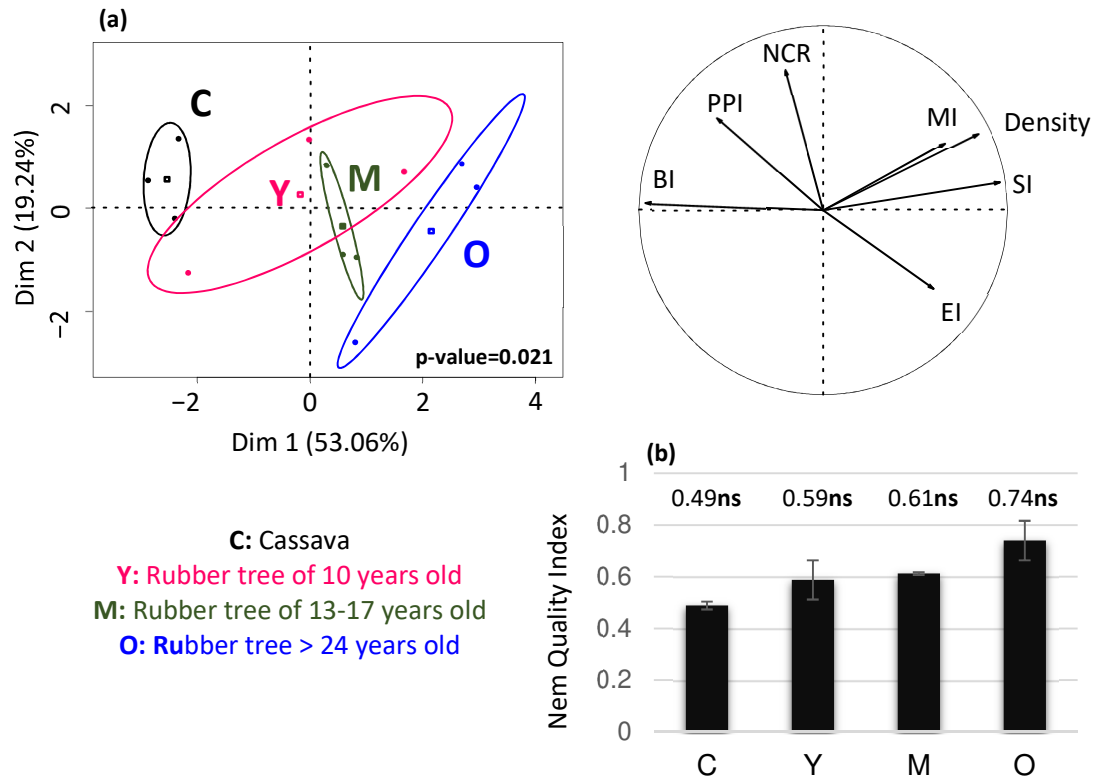 (a)
C
Y
M
O
2
0
−2
Dim 2 (19.24%)
p-value=0.021
−2
0
2
4
Dim 1 (53.06%)
NCR
PPI
MI
Density
BI
SI
EI
C: Cassava
Y: Rubber tree of 10 years old
M: Rubber tree of 13-17 years old
O: Rubber tree > 24 years old
(b)
Nem Quality Index
1
0.8
0.6
0.4
0.2
0
0.49ns 0.59ns 0.61ns 0.74ns
C Y M O